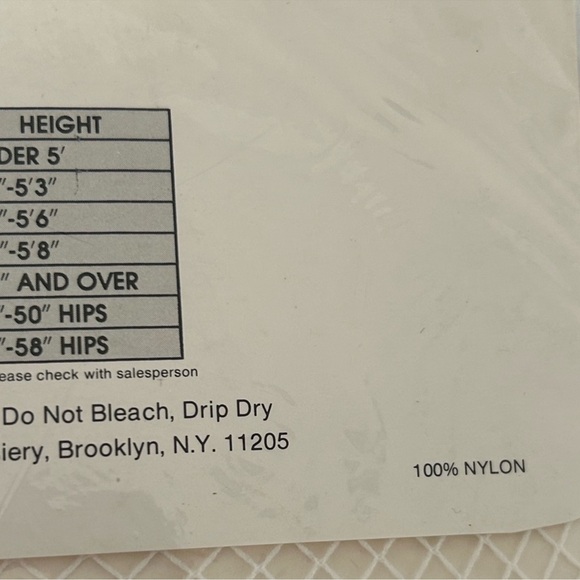 HEIGHT
DER 5'
"-5'3"
"-5'6"
"-5'8"
" AND OVER
"-50" HIPS
"-58" HIPS
ease check with salesperson
Do Not Bleach, Drip Dry
iery, Brooklyn, N.Y. 11205
100% NYLON